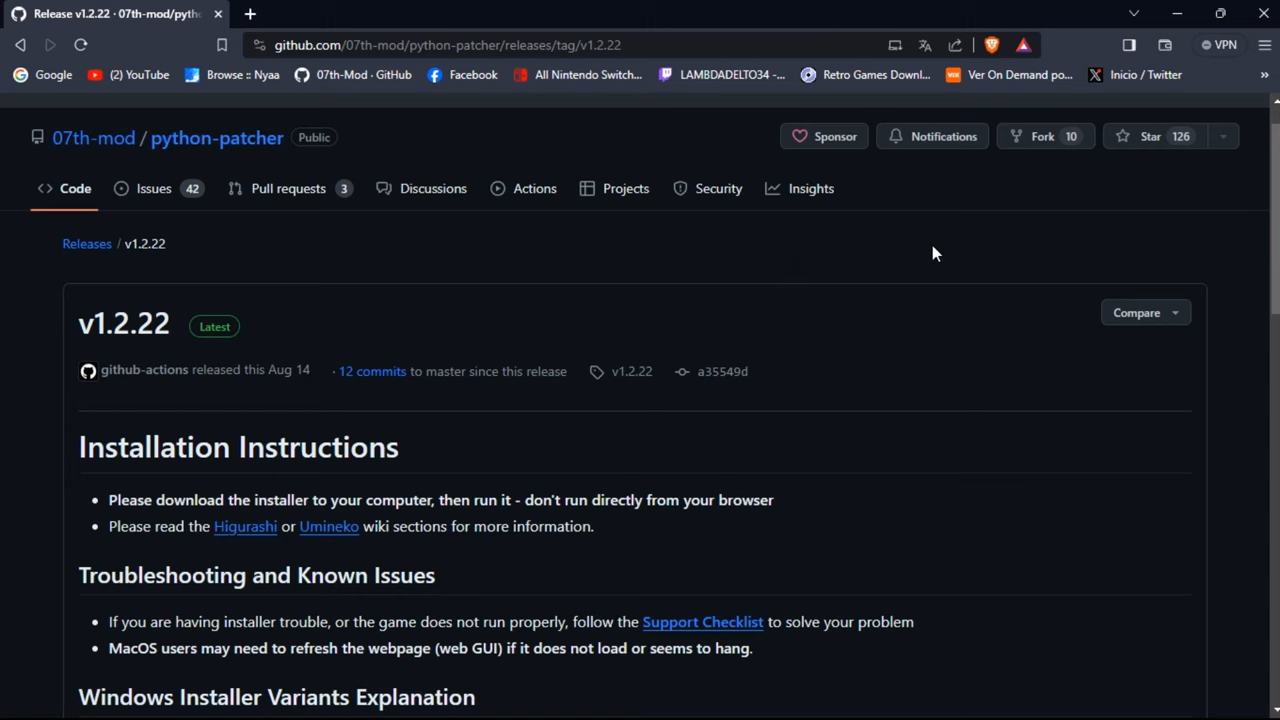 Release v1.2.22 · 07th-mod/pytho
github.com/07th-mod/python-patcher/releases/tag/v1.2.22
VPN
Google (2) YouTube Browse :: Nyaa 07th-Mod · GitHub Facebook All Nintendo Switch... LAMBDADELTO34 -... Retro Games Downl... Ver On Demand po... Inicio / Twitter »
07th-mod / python-patcher Public
Sponsor Notifications Fork 10 Star 126
Code Issues 42 Pull requests 3 Discussions Actions Projects Security Insights
Releases / v1.2.22
v1.2.22 Latest
Compare
github-actions released this Aug 14 · 12 commits to master since this release v1.2.22 a35549d
Installation Instructions
• Please download the installer to your computer, then run it - don't run directly from your browser
• Please read the Higurashi or Umineko wiki sections for more information.
Troubleshooting and Known Issues
• If you are having installer trouble, or the game does not run properly, follow the Support Checklist to solve your problem
• MacOS users may need to refresh the webpage (web GUI) if it does not load or seems to hang.
Windows Installer Variants Explanation